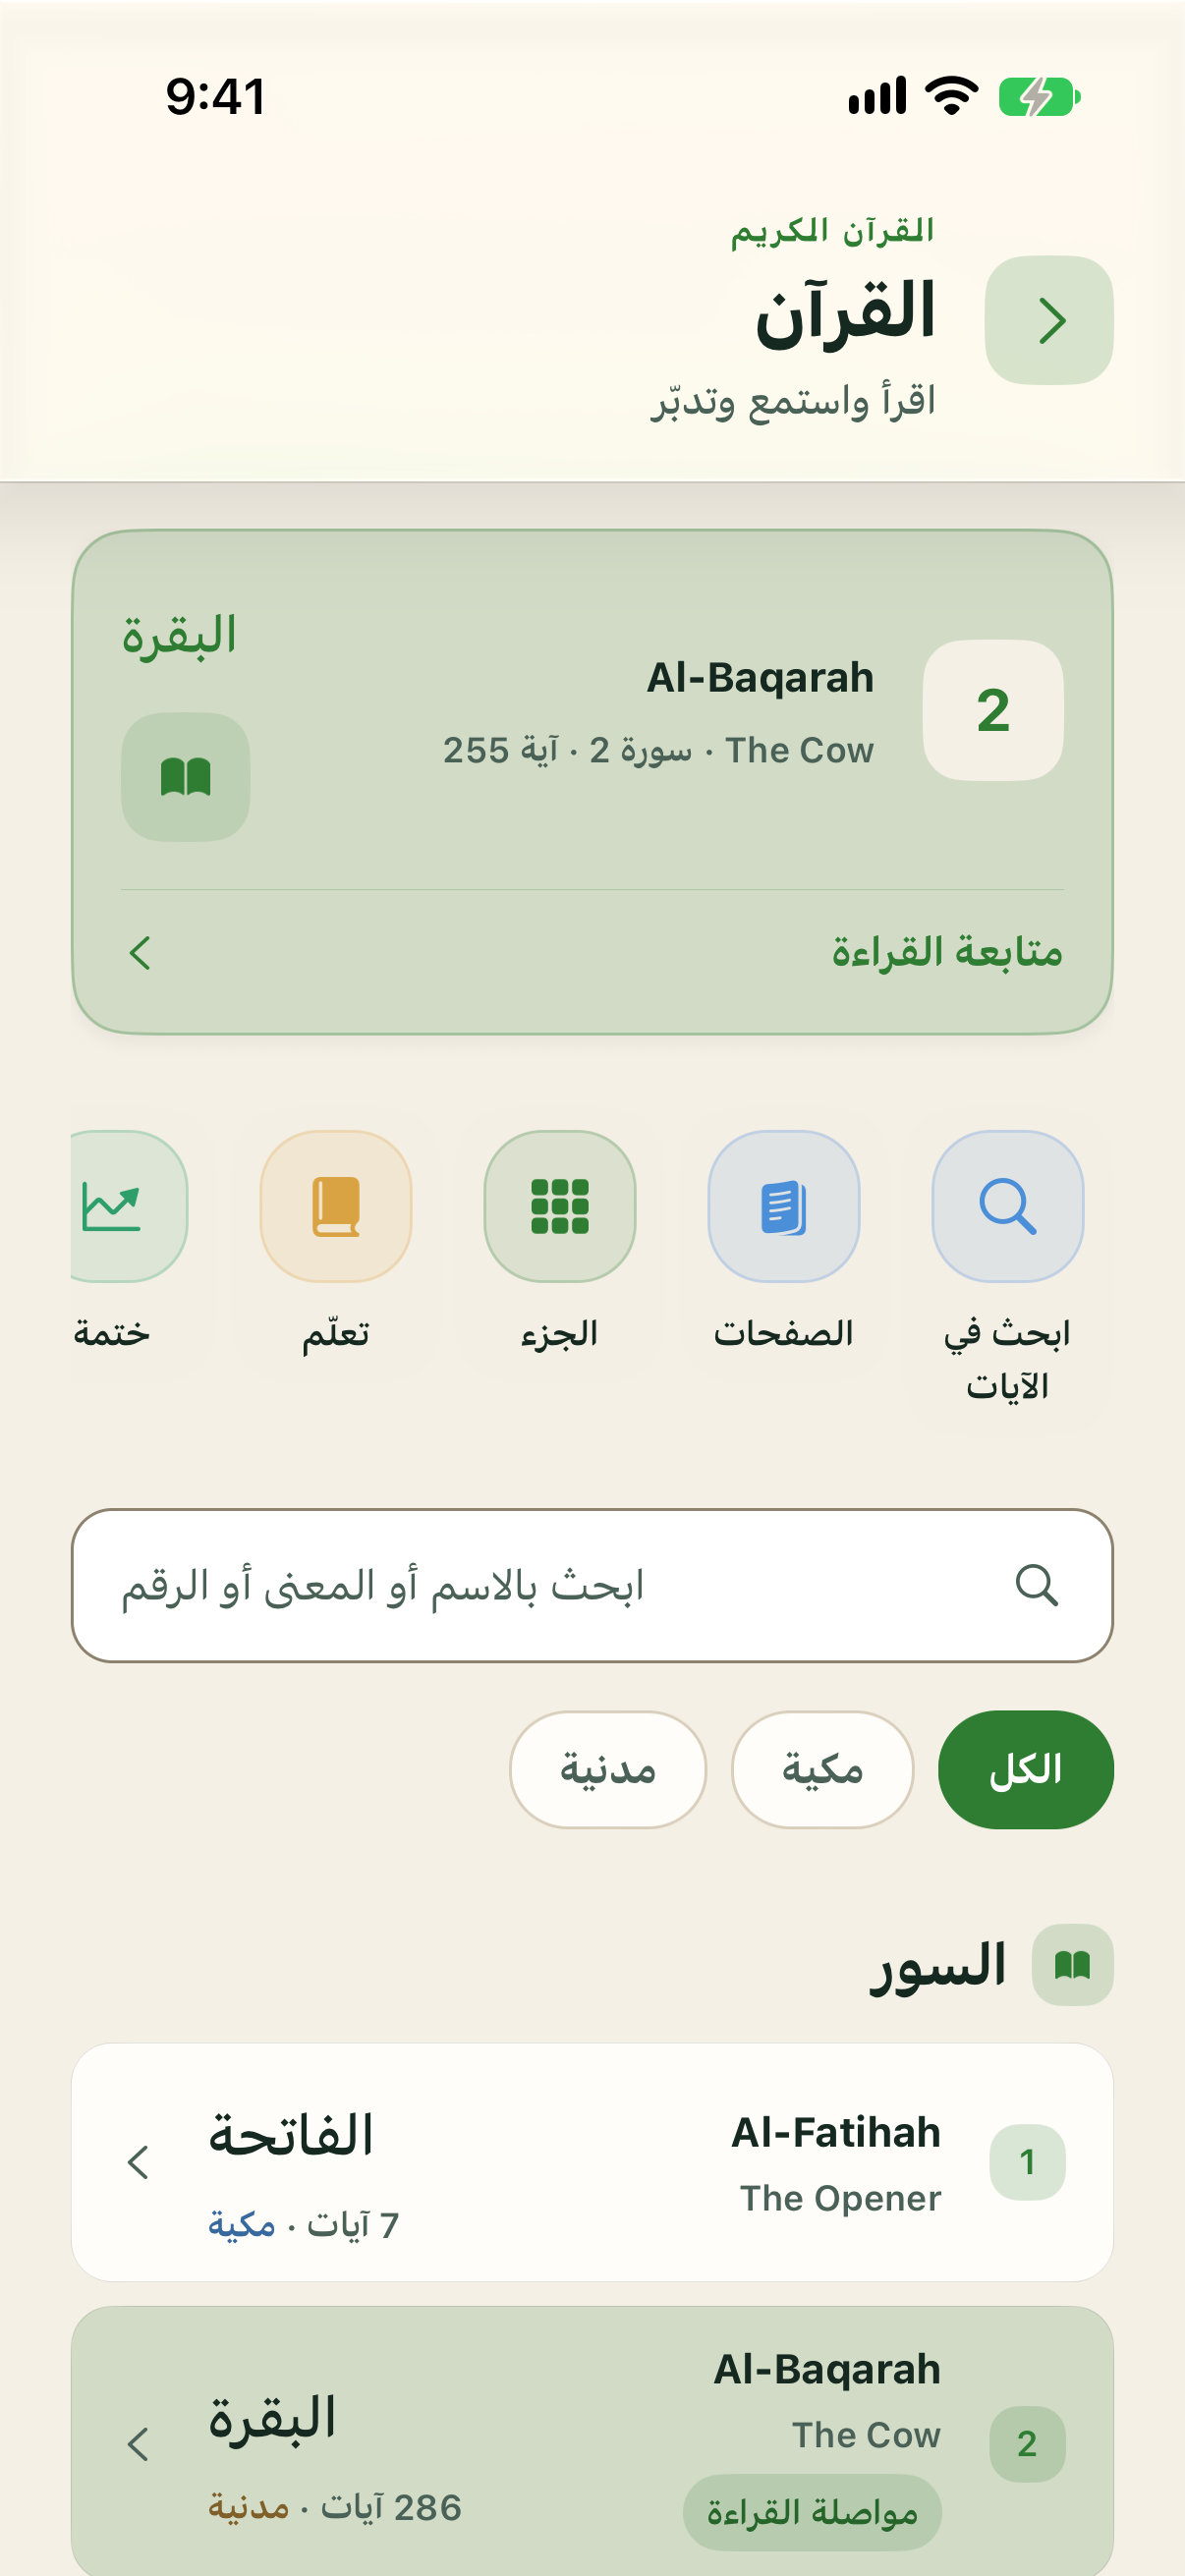 9:41
القرآن الكريم
القرآن
اقرأ واستمع وتدبّر
2
Al-Baqarah
The Cow · سورة 2 · آية 255
البقرة
متابعة القراءة
ابحث في
الآيات
الصفحات
الجزء
تعلّم
ختمة
ابحث بالاسم أو المعنى أو الرقم
الكل
مكية
مدنية
السور
1
Al-Fatihah
The Opener
الفاتحة
7 آيات · مكية
2
Al-Baqarah
The Cow
مواصلة القراءة
البقرة
286 آيات · مدنية